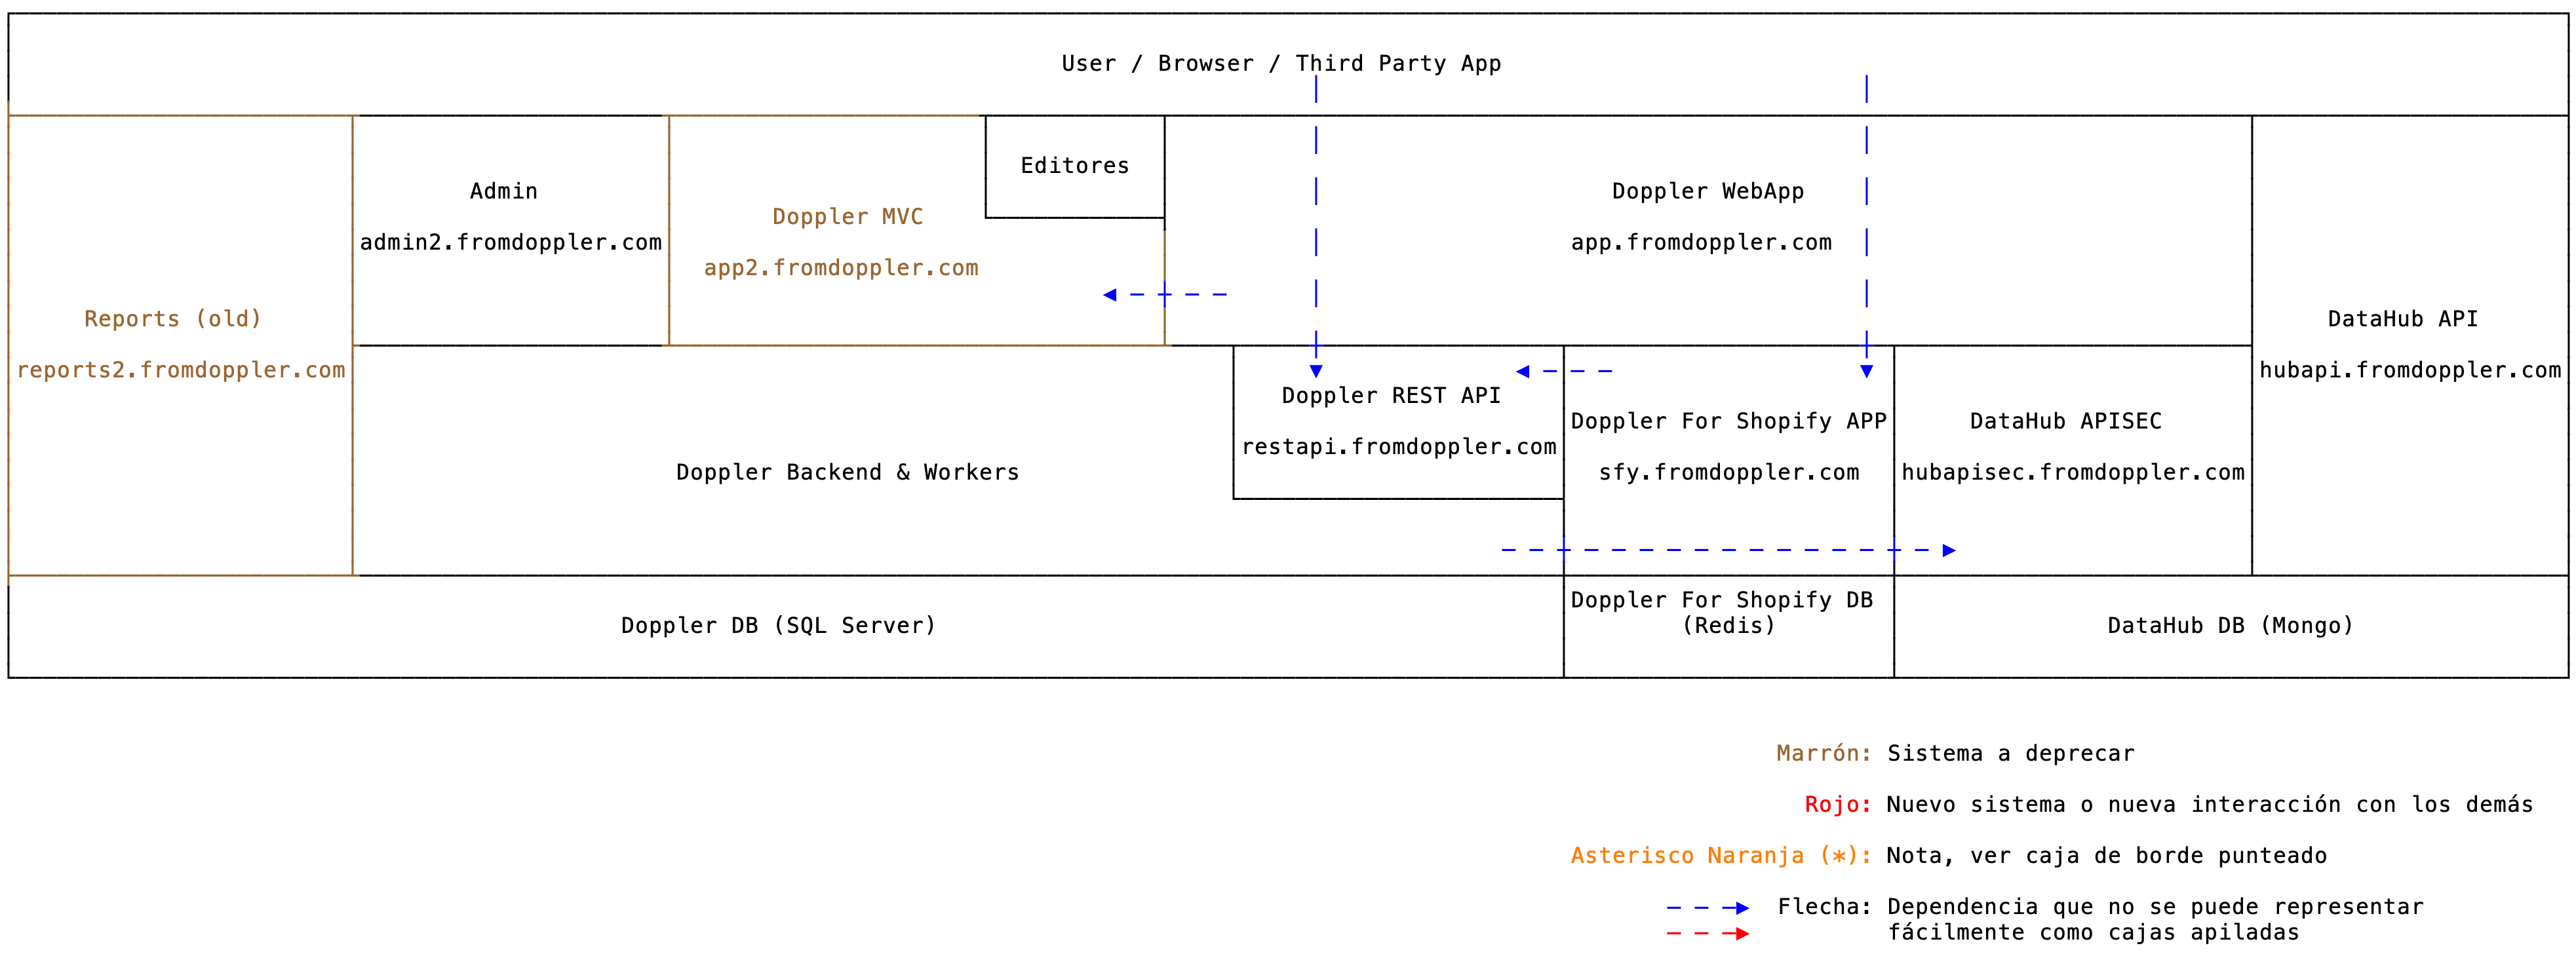 User / Browser / Third Party App
Editores
Admin
admin2.fromdoppler.com
Doppler MVC
app2.fromdoppler.com
Doppler WebApp
app.fromdoppler.com
Reports (old)
reports2.fromdoppler.com
DataHub API
hubapi.fromdoppler.com
Doppler Backend & Workers
Doppler REST API
restapi.fromdoppler.com
Doppler For Shopify APP
sfy.fromdoppler.com
DataHub APISEC
hubapisec.fromdoppler.com
Doppler DB (SQL Server)
Doppler For Shopify DB
(Redis)
DataHub DB (Mongo)
Marrón: Sistema a deprecar
Rojo: Nuevo sistema o nueva interacción con los demás
Asterisco Naranja (*): Nota, ver caja de borde punteado
Flecha: Dependencia que no se puede representar
fácilmente como cajas apiladas